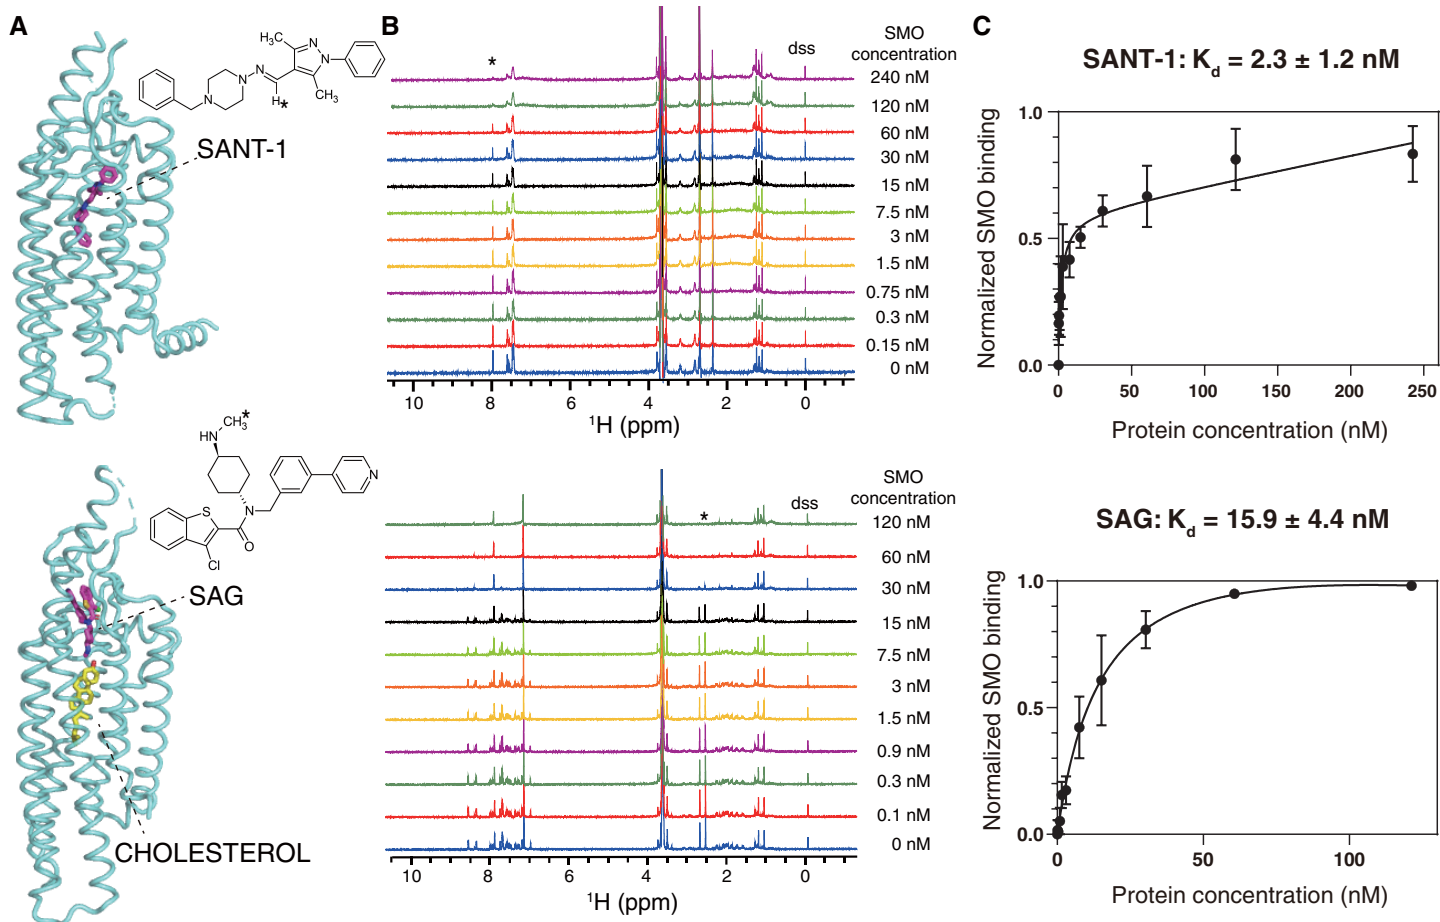 A
H₃C
N
N
N
N
N
CH₃
H*
SANT-1
B
*
dss
SMO
concentration
240 nM
120 nM
60 nM
30 nM
15 nM
7.5 nM
3 nM
1.5 nM
0.75 nM
0.3 nM
0.15 nM
0 nM
10 8 6 4 2 0
¹H (ppm)
C
SANT-1: Kd = 2.3 ± 1.2 nM
Normalized SMO binding
1.0
0.5
0.0
0 50 100 150 200 250
Protein concentration (nM)
CH₃*
HN
N
S
N
O
Cl
SAG
CHOLESTEROL
*
dss
SMO
concentration
120 nM
60 nM
30 nM
15 nM
7.5 nM
3 nM
1.5 nM
0.9 nM
0.3 nM
0.1 nM
0 nM
10 8 6 4 2 0
¹H (ppm)
SAG: Kd = 15.9 ± 4.4 nM
Normalized SMO binding
1.0
0.5
0.0
0 50 100
Protein concentration (nM)